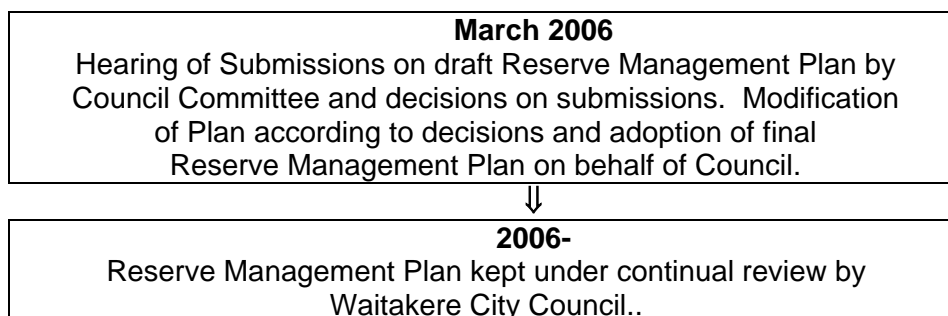 March 2006
Hearing of Submissions on draft Reserve Management Plan by
Council Committee and decisions on submissions. Modification
of Plan according to decisions and adoption of final
Reserve Management Plan on behalf of Council.
⇓
2006-
Reserve Management Plan kept under continual review by
Waitakere City Council..